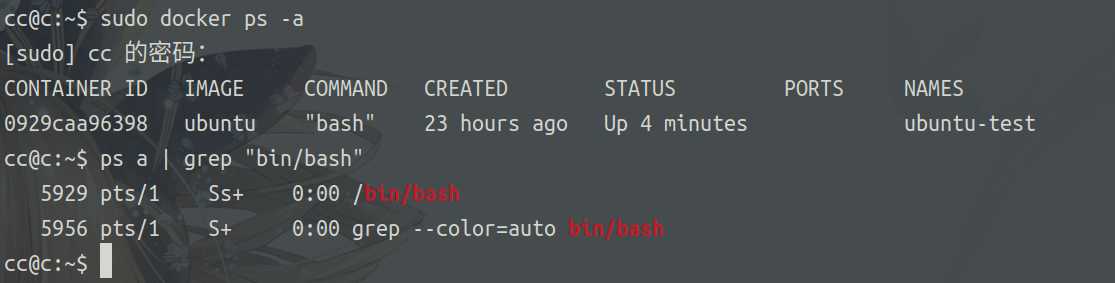 cc@c:~$ sudo docker ps -a
[sudo] cc 的密码：
CONTAINER ID   IMAGE     COMMAND   CREATED        STATUS         PORTS     NAMES
0929caa96398   ubuntu    "bash"    23 hours ago   Up 4 minutes             ubuntu-test
cc@c:~$ ps a | grep "bin/bash"
   5929 pts/1    Ss+    0:00 /bin/bash
   5956 pts/1    S+     0:00 grep --color=auto bin/bash
cc@c:~$